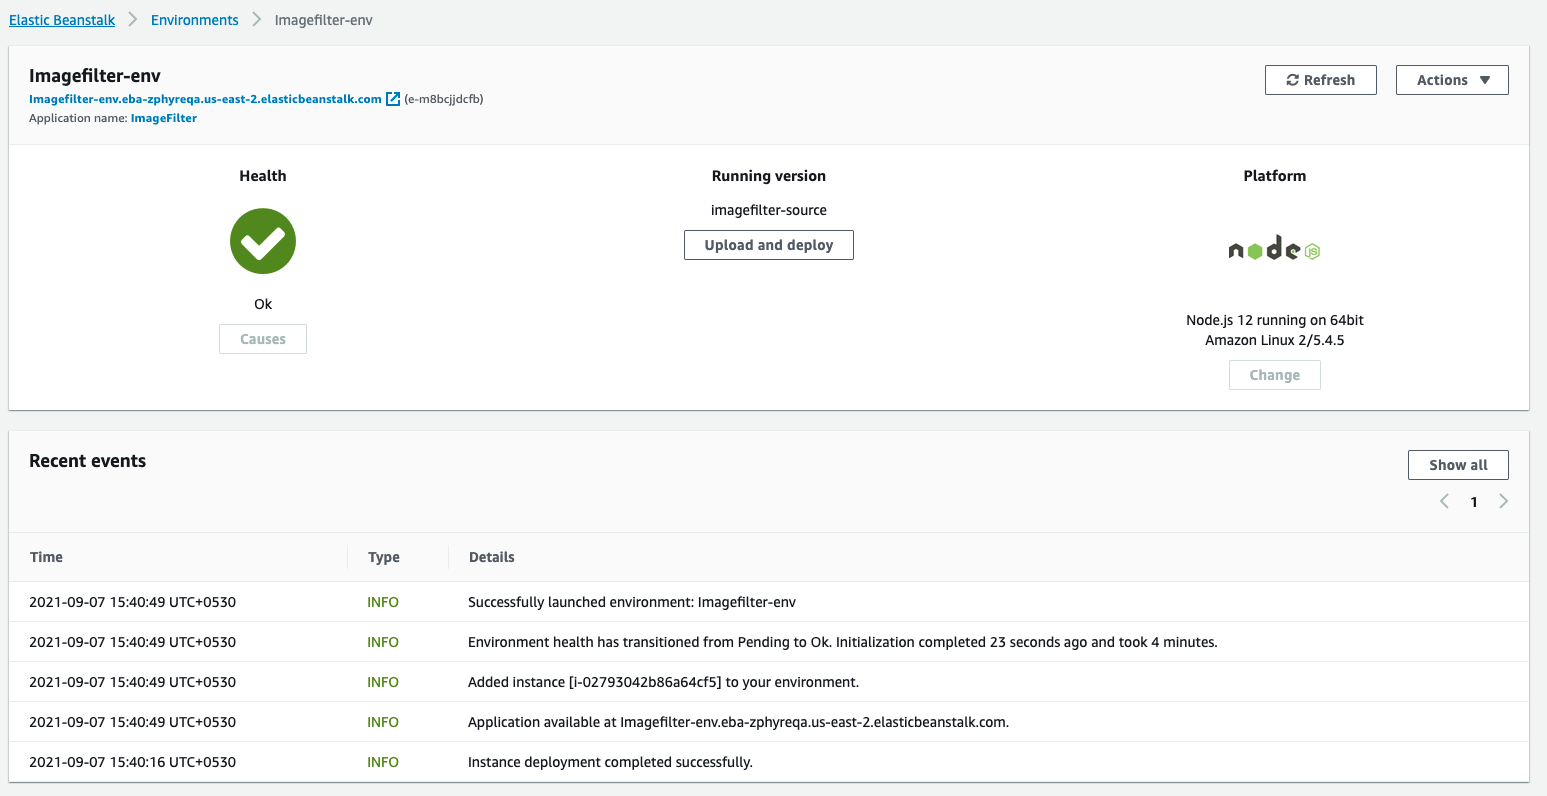 Elastic Beanstalk > Environments > Imagefilter-env
Imagefilter-env
Refresh
Actions ▼
Imagefilter-env.eba-zphyreqa.us-east-2.elasticbeanstalk.com (e-m8bcjjdcfb)
Application name: ImageFilter
Health
Ok
Causes
Running version
imagefilter-source
Upload and deploy
Platform
node JS
Node.js 12 running on 64bit
Amazon Linux 2/5.4.5
Change
Recent events
Show all
< 1 >
Time Type Details
2021-09-07 15:40:49 UTC+0530 INFO Successfully launched environment: Imagefilter-env
2021-09-07 15:40:49 UTC+0530 INFO Environment health has transitioned from Pending to Ok. Initialization completed 23 seconds ago and took 4 minutes.
2021-09-07 15:40:49 UTC+0530 INFO Added instance [i-02793042b86a64cf5] to your environment.
2021-09-07 15:40:49 UTC+0530 INFO Application available at Imagefilter-env.eba-zphyreqa.us-east-2.elasticbeanstalk.com.
2021-09-07 15:40:16 UTC+0530 INFO Instance deployment completed successfully.